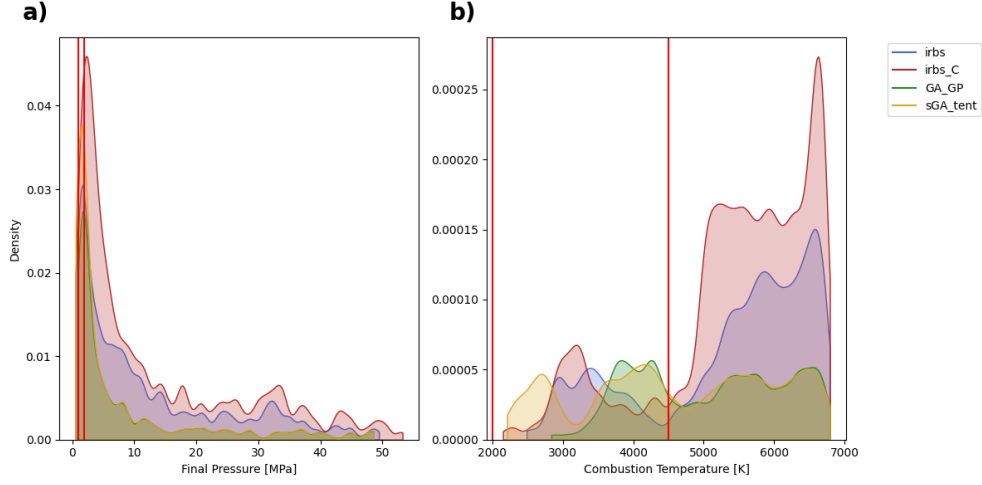 a)
b)
Density
0.04
0.03
0.02
0.01
0.00
0 10 20 30 40 50
Final Pressure [MPa]
0.00025
0.00020
0.00015
0.00010
0.00005
0.00000
2000 3000 4000 5000 6000 7000
Combustion Temperature [K]
irbs
irbs_C
GA_GP
sGA_tent